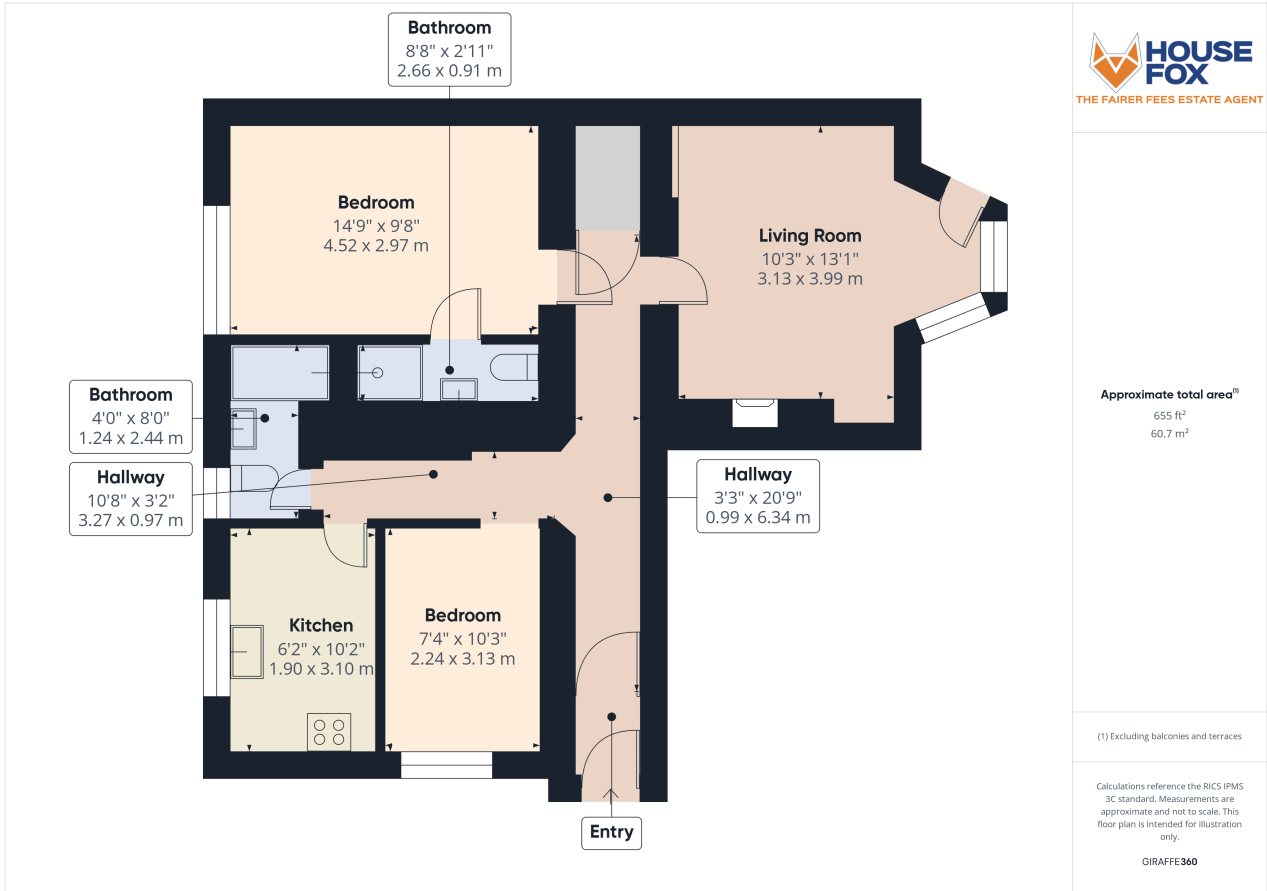 Bathroom
8'8" x 2'11"
2.66 x 0.91 m
Bedroom
14'9" x 9'8"
4.52 x 2.97 m
Living Room
10'3" x 13'1"
3.13 x 3.99 m
Bathroom
4'0" x 8'0"
1.24 x 2.44 m
Hallway
10'8" x 3'2"
3.27 x 0.97 m
Hallway
3'3" x 20'9"
0.99 x 6.34 m
Kitchen
6'2" x 10'2"
1.90 x 3.10 m
Bedroom
7'4" x 10'3"
2.24 x 3.13 m
Entry
HOUSE
FOX
THE FAIRER FEES ESTATE AGENT
Approximate total area(1)
655 ft²
60.7 m²
(1) Excluding balconies and terraces
Calculations reference the RICS IPMS
3C standard. Measurements are
approximate and not to scale. This
floor plan is intended for illustration
only.
GIRAFFE360